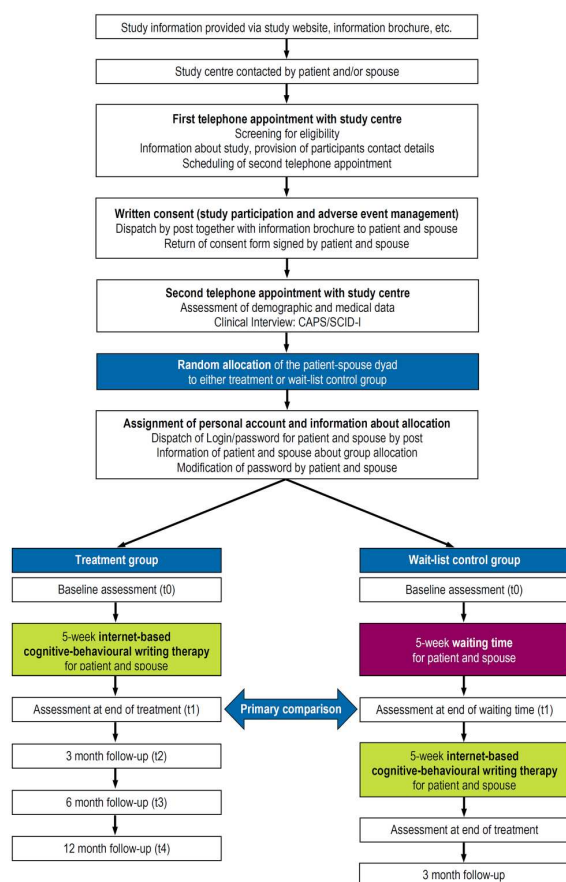 Study information provided via study website, information brochure, etc.
Study centre contacted by patient and/or spouse
First telephone appointment with study centre
Screening for eligibility
Information about study, provision of participants contact details
Scheduling of second telephone appointment
Written consent (study participation and adverse event management)
Dispatch by post together with information brochure to patient and spouse
Return of consent form signed by patient and spouse
Second telephone appointment with study centre
Assessment of demographic and medical data
Clinical Interview: CAPS/SCID-I
Random allocation of the patient-spouse dyad
to either treatment or wait-list control group
Assignment of personal account and information about allocation
Dispatch of Login/password for patient and spouse by post
Information of patient and spouse about group allocation
Modification of password by patient and spouse
Treatment group
Baseline assessment (t0)
5-week internet-based
cognitive-behavioural writing therapy
for patient and spouse
Assessment at end of treatment (t1)
3 month follow-up (t2)
6 month follow-up (t3)
12 month follow-up (t4)
Primary comparison
Wait-list control group
Baseline assessment (t0)
5-week waiting time
for patient and spouse
Assessment at end of waiting time (t1)
5-week internet-based
cognitive-behavioural writing therapy
for patient and spouse
Assessment at end of treatment
3 month follow-up